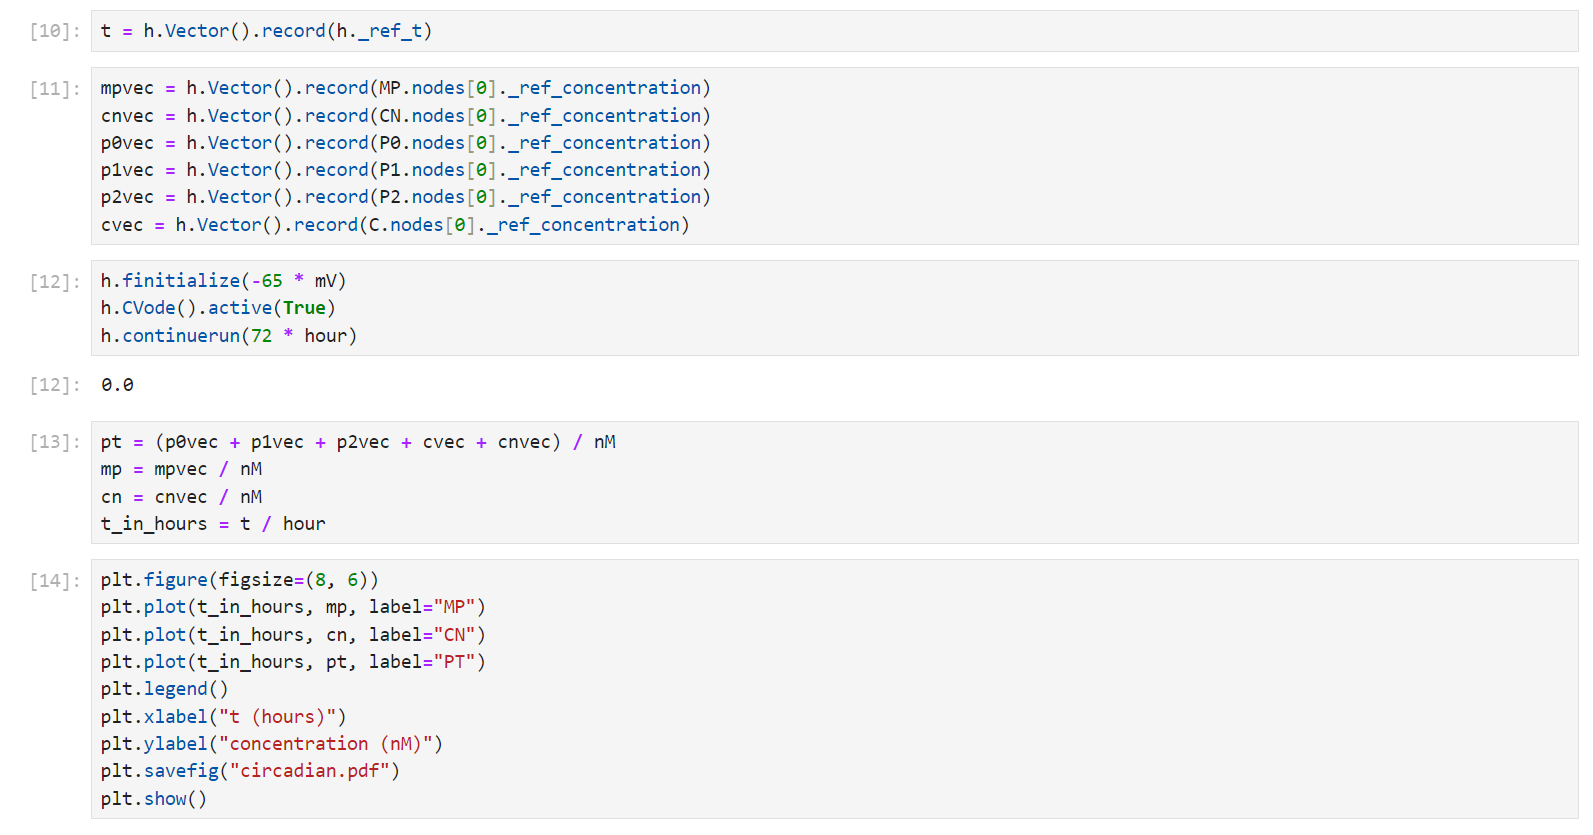 [10]: t = h.Vector().record(h._ref_t)
[11]: mpvec = h.Vector().record(MP.nodes[0]._ref_concentration)
cnvec = h.Vector().record(CN.nodes[0]._ref_concentration)
p0vec = h.Vector().record(P0.nodes[0]._ref_concentration)
p1vec = h.Vector().record(P1.nodes[0]._ref_concentration)
p2vec = h.Vector().record(P2.nodes[0]._ref_concentration)
cvec = h.Vector().record(C.nodes[0]._ref_concentration)
[12]: h.finitialize(-65 * mV)
h.CVode().active(True)
h.continuerun(72 * hour)
[12]: 0.0
[13]: pt = (p0vec + p1vec + p2vec + cvec + cnvec) / nM
mp = mpvec / nM
cn = cnvec / nM
t_in_hours = t / hour
[14]: plt.figure(figsize=(8, 6))
plt.plot(t_in_hours, mp, label="MP")
plt.plot(t_in_hours, cn, label="CN")
plt.plot(t_in_hours, pt, label="PT")
plt.legend()
plt.xlabel("t (hours)")
plt.ylabel("concentration (nM)")
plt.savefig("circadian.pdf")
plt.show()